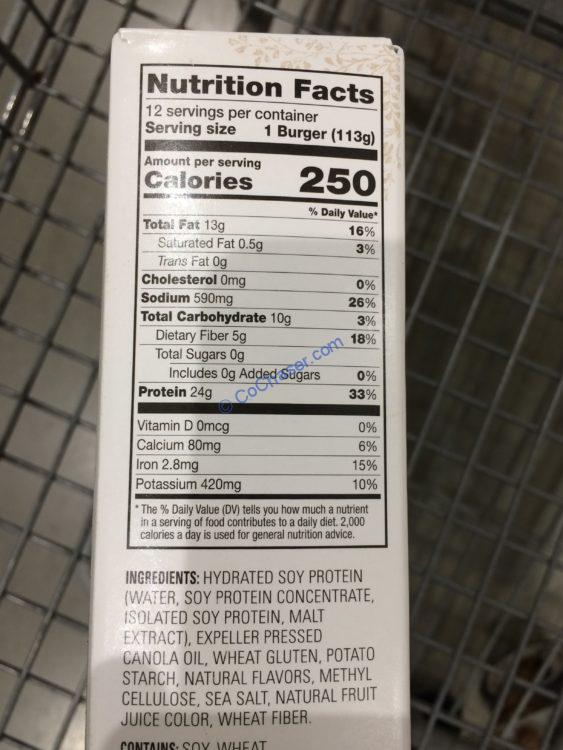 Nutrition Facts
12 servings per container
Serving size 1 Burger (113g)
Amount per serving
Calories 250
% Daily Value*
Total Fat 13g 16%
Saturated Fat 0.5g 3%
Trans Fat 0g
Cholesterol 0mg 0%
Sodium 590mg 26%
Total Carbohydrate 10g 3%
Dietary Fiber 5g 18%
Total Sugars 0g
Includes 0g Added Sugars 0%
Protein 24g 33%
© CoChaser.com
Vitamin D 0mcg 0%
Calcium 80mg 6%
Iron 2.8mg 15%
Potassium 420mg 10%
* The % Daily Value (DV) tells you how much a nutrient
in a serving of food contributes to a daily diet. 2,000
calories a day is used for general nutrition advice.
INGREDIENTS: HYDRATED SOY PROTEIN
(WATER, SOY PROTEIN CONCENTRATE,
ISOLATED SOY PROTEIN, MALT
EXTRACT), EXPELLER PRESSED
CANOLA OIL, WHEAT GLUTEN, POTATO
STARCH, NATURAL FLAVORS, METHYL
CELLULOSE, SEA SALT, NATURAL FRUIT
JUICE COLOR, WHEAT FIBER.
CONTAINS: SOY, WHEAT